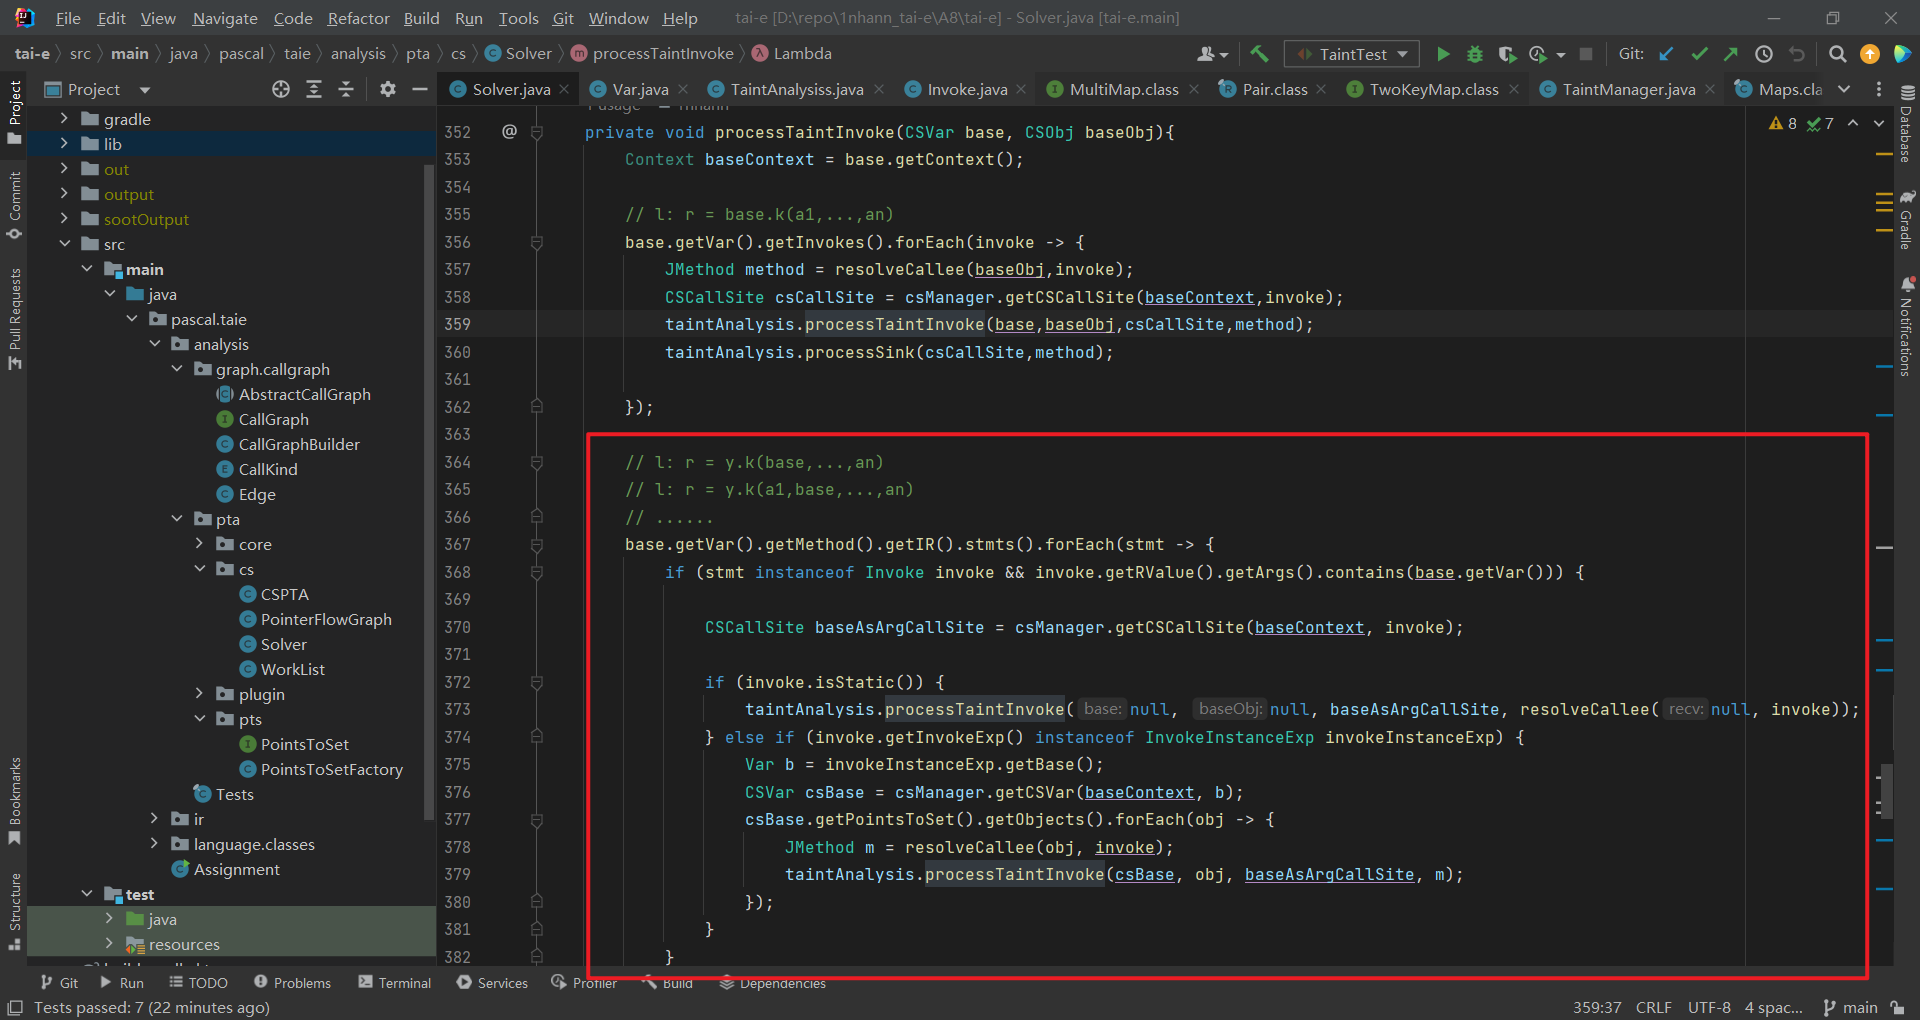 File Edit View Navigate Code Refactor Build Run Tools Git Window Help tai-e [D:\repo\1nhann_tai-e\A8\tai-e] - Solver.java [tai-e.main]
tai-e src main java pascal taie analysis pta cs Solver processTaintInvoke Lambda TaintTest Git:
Project Solver.java Var.java TaintAnalysiss.java Invoke.java MultiMap.class Pair.class TwoKeyMap.class TaintManager.java Maps.cla
Project
Commit
Pull Requests
Bookmarks
Structure
gradle
lib
out
output
sootOutput
src
main
java
pascal.taie
analysis
graph.callgraph
AbstractCallGraph
CallGraph
CallGraphBuilder
CallKind
Edge
pta
core
cs
CSPTA
PointerFlowGraph
Solver
WorkList
plugin
pts
PointsToSet
PointsToSetFactory
Tests
ir
language.classes
Assignment
test
java
resources
8 7
352 @ private void processTaintInvoke(CSVar base, CSObj baseObj){
353 Context baseContext = base.getContext();
354
355 // l: r = base.k(a1,...,an)
356 base.getVar().getInvokes().forEach(invoke -> {
357 JMethod method = resolveCallee(baseObj,invoke);
358 CSCallSite csCallSite = csManager.getCSCallSite(baseContext,invoke);
359 taintAnalysis.processTaintInvoke(base,baseObj,csCallSite,method);
360 taintAnalysis.processSink(csCallSite,method);
361
362 });
363
364 // l: r = y.k(base,...,an)
365 // l: r = y.k(a1,base,...,an)
366 // ......
367 base.getVar().getMethod().getIR().stmts().forEach(stmt -> {
368 if (stmt instanceof Invoke invoke && invoke.getRValue().getArgs().contains(base.getVar())) {
369
370 CSCallSite baseAsArgCallSite = csManager.getCSCallSite(baseContext, invoke);
371
372 if (invoke.isStatic()) {
373 taintAnalysis.processTaintInvoke( base: null, baseObj: null, baseAsArgCallSite, resolveCallee( recv: null, invoke));
374 } else if (invoke.getInvokeExp() instanceof InvokeInstanceExp invokeInstanceExp) {
375 Var b = invokeInstanceExp.getBase();
376 CSVar csBase = csManager.getCSVar(baseContext, b);
377 csBase.getPointsToSet().getObjects().forEach(obj -> {
378 JMethod m = resolveCallee(obj, invoke);
379 taintAnalysis.processTaintInvoke(csBase, obj, baseAsArgCallSite, m);
380 });
381 }
382 }
Database
Gradle
Notifications
Git Run TODO Problems Terminal Services Profiler Build Dependencies
Tests passed: 7 (22 minutes ago) 359:37 CRLF UTF-8 4 spac... main